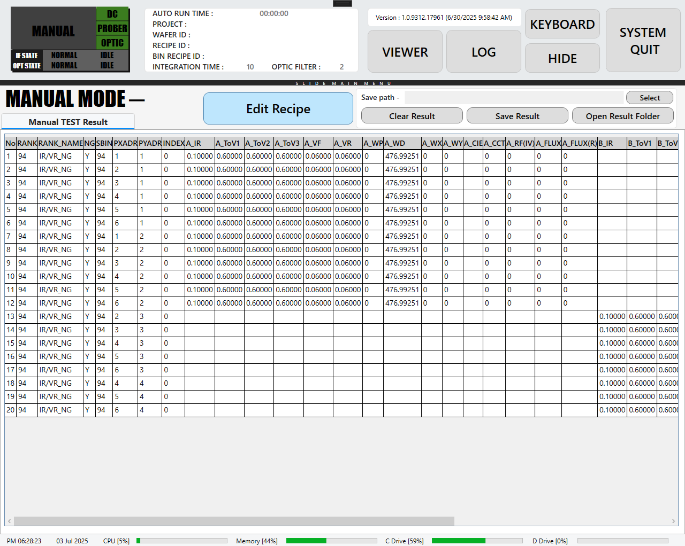 MANUAL
DC
PROBER
OPTIC
D STATE NORMAL IDLE
OPT STATE NORMAL IDLE
AUTO RUN TIME : 00:00:00
PROJECT :
WAFER ID :
RECIPE ID :
BIN RECIPE ID :
INTEGRATION TIME : 10 OPTIC FILTER : 2
Version : 1.0.9312.17961 (6/30/2025 9:58:42 AM)
VIEWER
LOG
KEYBOARD
HIDE
SYSTEM
QUIT
SLIDE MAIN MENU
MANUAL MODE —
Manual TEST Result
Edit Recipe
Save path -
Select
Clear Result
Save Result
Open Result Folder
No RANK RANK_NAME NG SBIN PXADR PYADR INDEX A_IR A_ToV1 A_ToV2 A_ToV3 A_VF A_VR A_WP A_WD A_WX A_WY A_CIE A_CCT A_RF(IV) A_FLUX A_FLUX(R) B_IR B_ToV1 B_ToV
1 94 IR/VR_NG Y 94 1 1 0 0.10000 0.60000 0.60000 0.60000 0.06000 0.06000 0 476.99251 0 0 0 0 0 0
2 94 IR/VR_NG Y 94 2 1 0 0.10000 0.60000 0.60000 0.60000 0.06000 0.06000 0 476.99251 0 0 0 0 0 0
3 94 IR/VR_NG Y 94 3 1 0 0.10000 0.60000 0.60000 0.60000 0.06000 0.06000 0 476.99251 0 0 0 0 0 0
4 94 IR/VR_NG Y 94 4 1 0 0.10000 0.60000 0.60000 0.60000 0.06000 0.06000 0 476.99251 0 0 0 0 0 0
5 94 IR/VR_NG Y 94 5 1 0 0.10000 0.60000 0.60000 0.60000 0.06000 0.06000 0 476.99251 0 0 0 0 0 0
6 94 IR/VR_NG Y 94 6 1 0 0.10000 0.60000 0.60000 0.60000 0.06000 0.06000 0 476.99251 0 0 0 0 0 0
7 94 IR/VR_NG Y 94 1 2 0 0.10000 0.60000 0.60000 0.60000 0.06000 0.06000 0 476.99251 0 0 0 0 0 0
8 94 IR/VR_NG Y 94 2 2 0 0.10000 0.60000 0.60000 0.60000 0.06000 0.06000 0 476.99251 0 0 0 0 0 0
9 94 IR/VR_NG Y 94 3 2 0 0.10000 0.60000 0.60000 0.60000 0.06000 0.06000 0 476.99251 0 0 0 0 0 0
10 94 IR/VR_NG Y 94 4 2 0 0.10000 0.60000 0.60000 0.60000 0.06000 0.06000 0 476.99251 0 0 0 0 0 0
11 94 IR/VR_NG Y 94 5 2 0 0.10000 0.60000 0.60000 0.60000 0.06000 0.06000 0 476.99251 0 0 0 0 0 0
12 94 IR/VR_NG Y 94 6 2 0 0.10000 0.60000 0.60000 0.60000 0.06000 0.06000 0 476.99251 0 0 0 0 0 0
13 94 IR/VR_NG Y 94 2 3 0 0.10000 0.60000 0.6000
14 94 IR/VR_NG Y 94 3 3 0 0.10000 0.60000 0.6000
15 94 IR/VR_NG Y 94 4 3 0 0.10000 0.60000 0.6000
16 94 IR/VR_NG Y 94 5 3 0 0.10000 0.60000 0.6000
17 94 IR/VR_NG Y 94 6 3 0 0.10000 0.60000 0.6000
18 94 IR/VR_NG Y 94 4 4 0 0.10000 0.60000 0.6000
19 94 IR/VR_NG Y 94 5 4 0 0.10000 0.60000 0.6000
20 94 IR/VR_NG Y 94 6 4 0 0.10000 0.60000 0.6000
PM 06:28:23 03 Jul 2025 CPU [5%] Memory [44%] C Drive [59%] D Drive [0%]